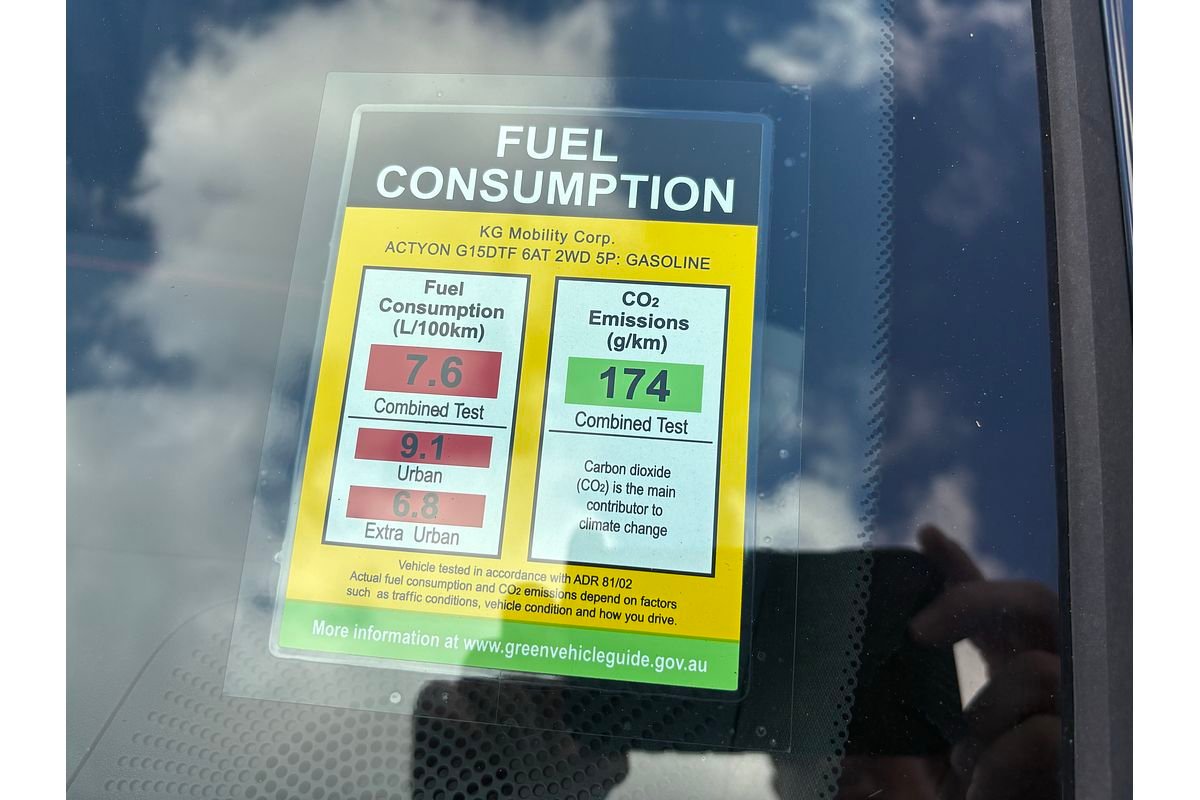 FUEL
CONSUMPTION
KG Mobility Corp.
ACTYON G15DTF 6AT 2WD 5P: GASOLINE
Fuel
Consumption
(L/100km)
7.6
Combined Test
9.1
Urban
6.8
Extra Urban
CO₂
Emissions
(g/km)
174
Combined Test
Carbon dioxide
(CO₂) is the main
contributor to
climate change
Vehicle tested in accordance with ADR 81/02
Actual fuel consumption and CO₂ emissions depend on factors
such as traffic conditions, vehicle condition and how you drive.
More information at www.greenvehicleguide.gov.au